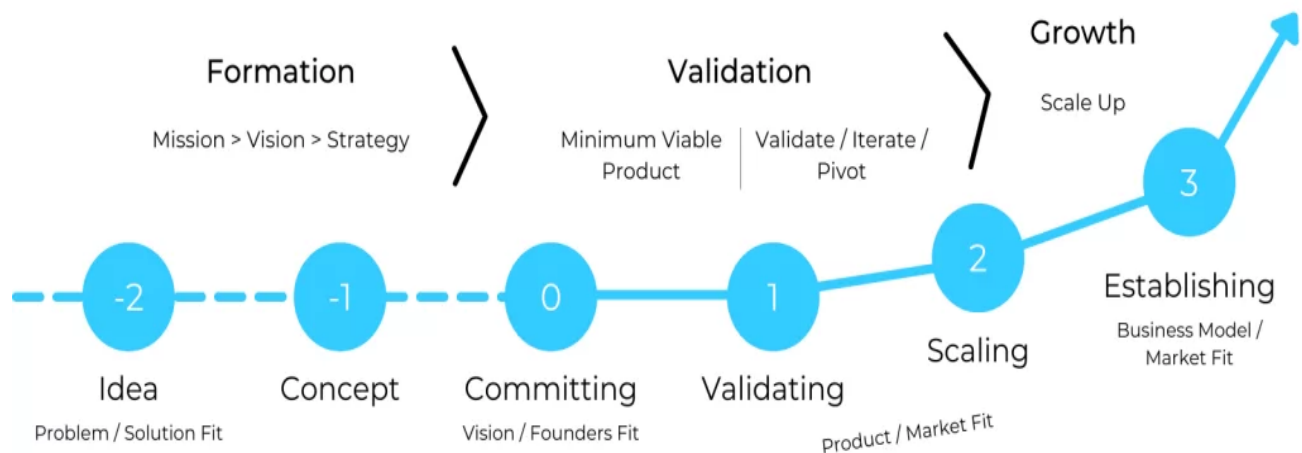 Formation
Mission > Vision > Strategy
Validation
Minimum Viable
Product
Validate / Iterate /
Pivot
Growth
Scale Up
-2
Idea
Problem / Solution Fit
-1
Concept
0
Committing
Vision / Founders Fit
1
Validating
Product / Market Fit
2
Scaling
3
Establishing
Business Model /
Market Fit